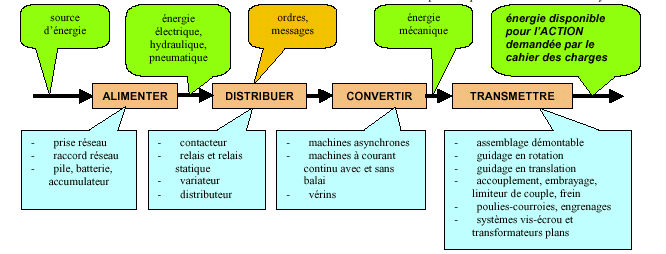 source
d'énergie
énergie
électrique,
hydraulique,
pneumatique
ordres,
messages
énergie
mécanique
énergie disponible
pour l'ACTION
demandée par le
cahier des charges
ALIMENTER
DISTRIBUER
CONVERTIR
TRANSMETTRE
- prise réseau
- raccord réseau
- pile, batterie,
accumulateur
- contacteur
- relais et relais
statique
- variateur
- distributeur
- machines asynchrones
- machines à courant
continu avec et sans
balai
- vérins
- assemblage démontable
- guidage en rotation
- guidage en translation
- accouplement, embrayage,
limiteur de couple, frein
- poulies-courroies, engrenages
- systèmes vis-écrou et
transformateurs plans